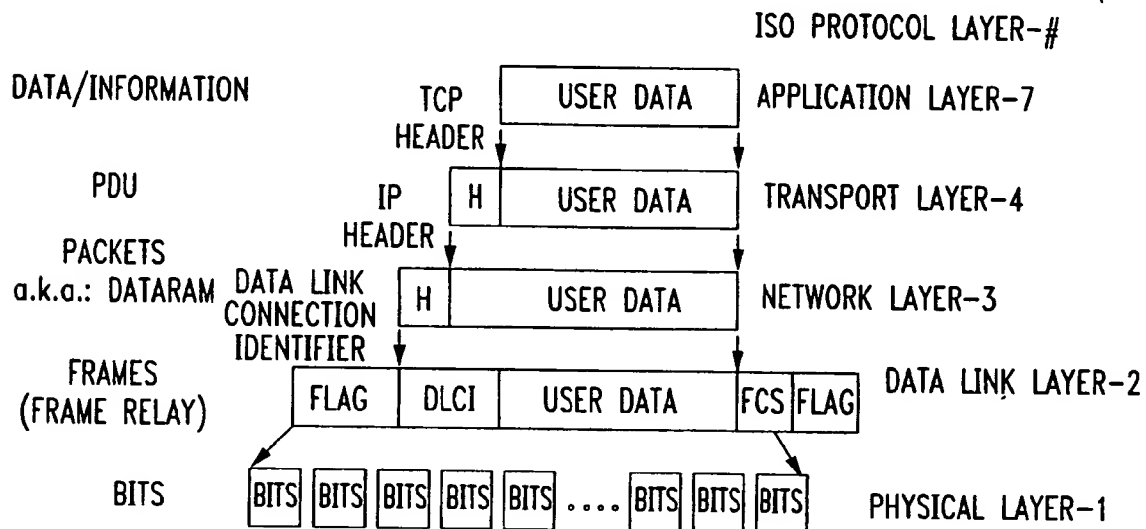 ISO PROTOCOL LAYER-#
DATA/INFORMATION
TCP HEADER
USER DATA
APPLICATION LAYER-7
PDU
IP HEADER
H
USER DATA
TRANSPORT LAYER-4
PACKETS
a.k.a.: DATARAM
DATA LINK
CONNECTION
IDENTIFIER
H
USER DATA
NETWORK LAYER-3
FRAMES
(FRAME RELAY)
FLAG
DLCI
USER DATA
FCS
FLAG
DATA LINK LAYER-2
BITS
BITS BITS BITS BITS BITS .... BITS BITS BITS
PHYSICAL LAYER-1